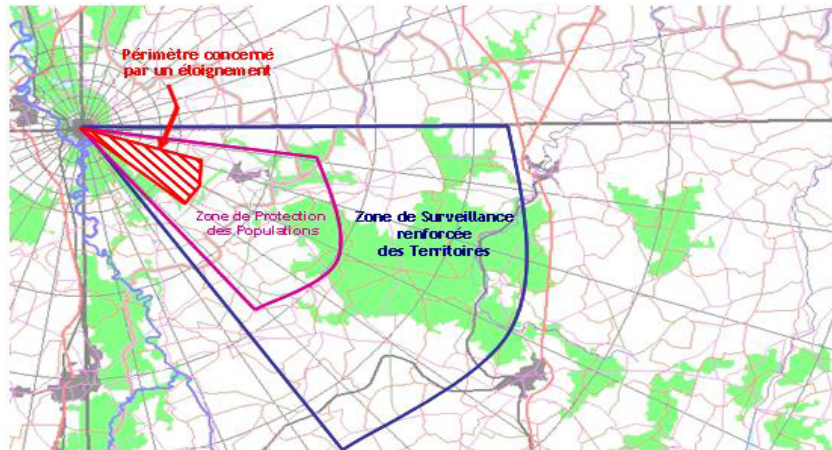 Périmètre concerné
par un éloignement
Zone de Protection
des Populations
Zone de Surveillance
renforcée
des Territoires